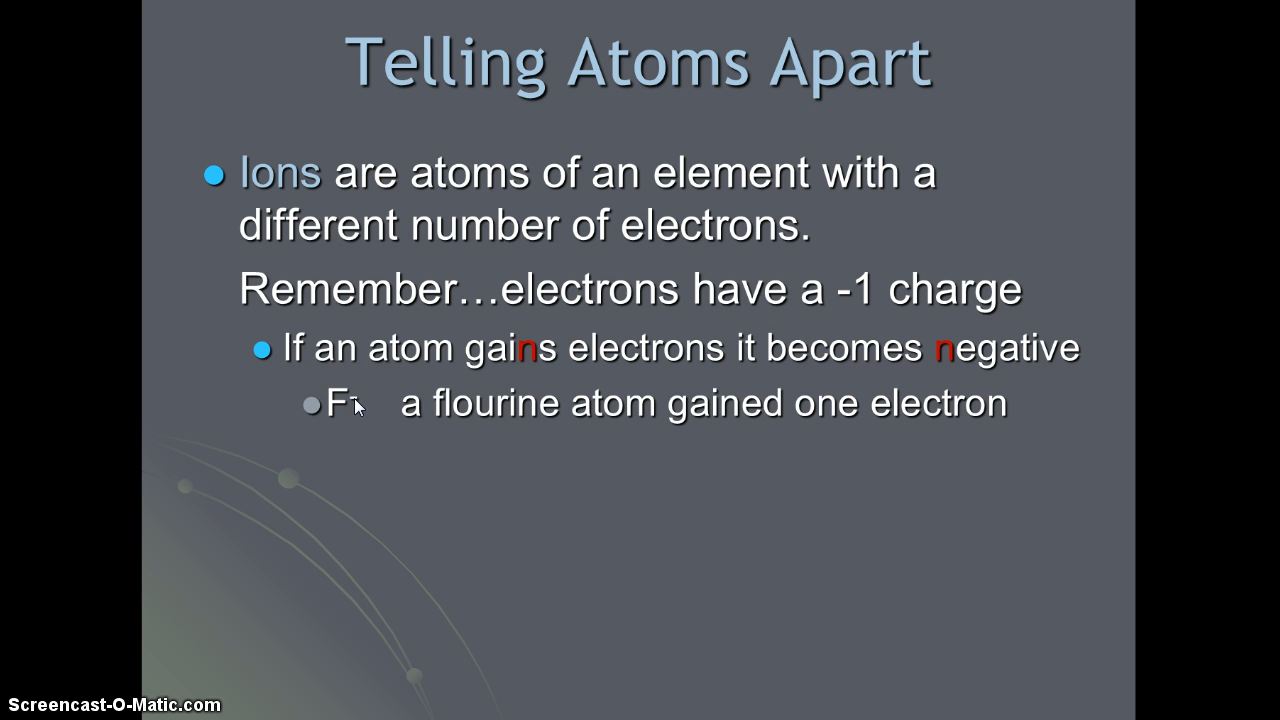 Telling Atoms Apart
Ions are atoms of an element with a
different number of electrons.
Remember…electrons have a -1 charge
If an atom gains electrons it becomes negative
F- a flourine atom gained one electron
Screencast-O-Matic.com